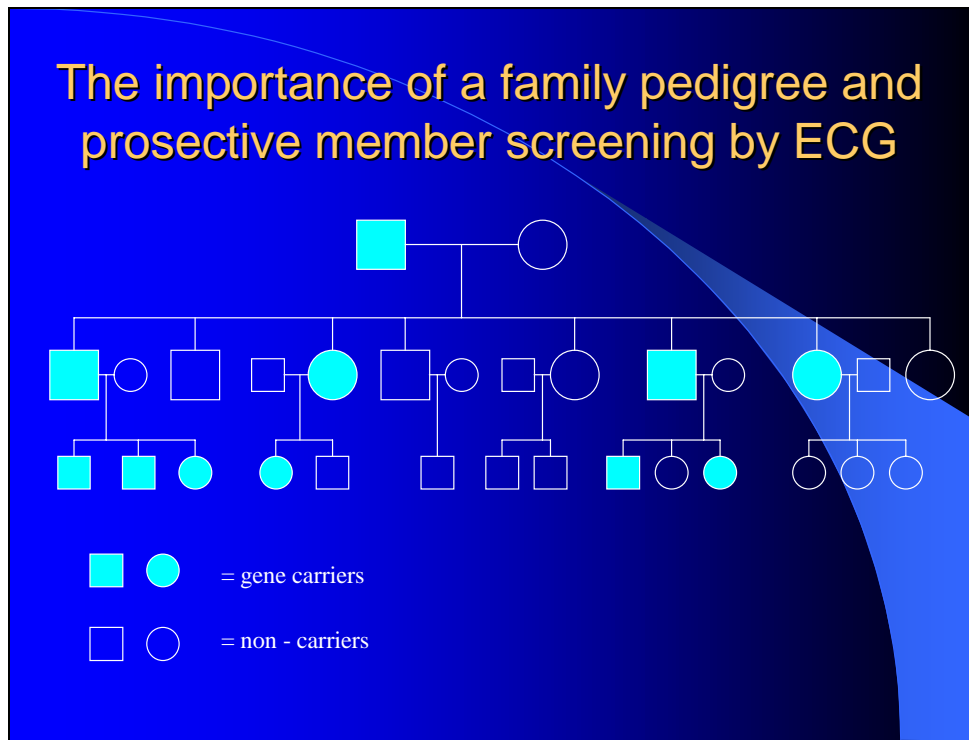 The importance of a family pedigree and
prosective member screening by ECG
= gene carriers
= non - carriers